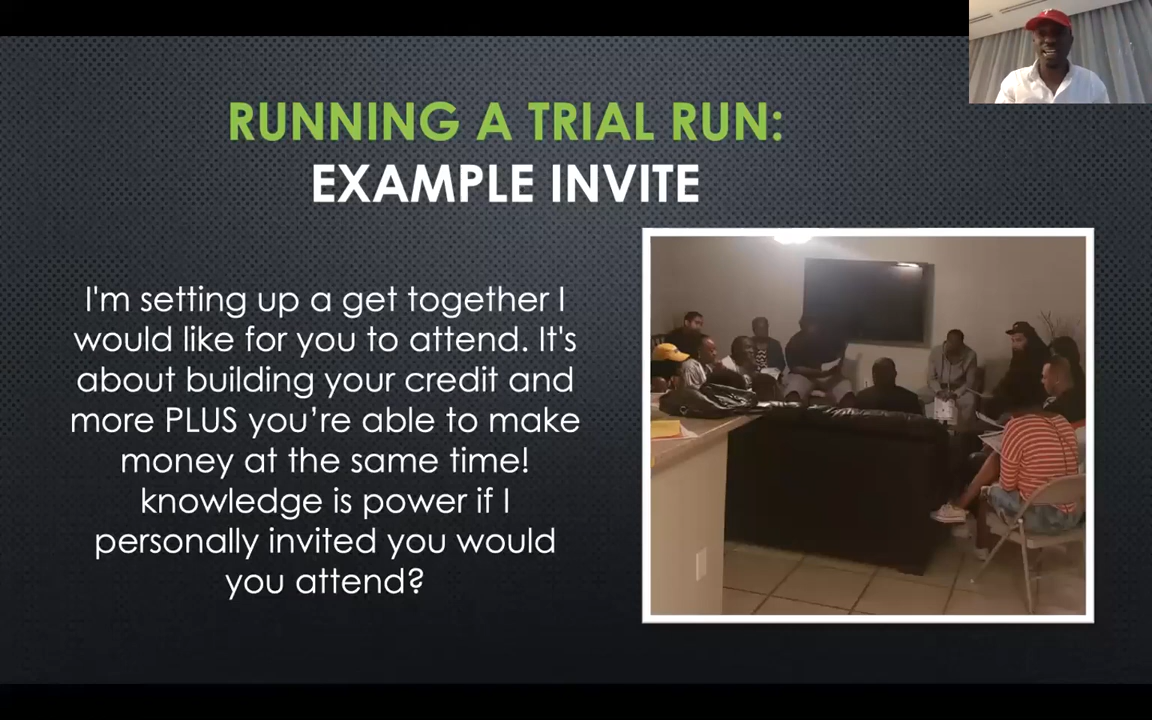 RUNNING A TRIAL RUN:
EXAMPLE INVITE
I'm setting up a get together I
would like for you to attend. It's
about building your credit and
more PLUS you’re able to make
money at the same time!
knowledge is power if I
personally invited you would
you attend?